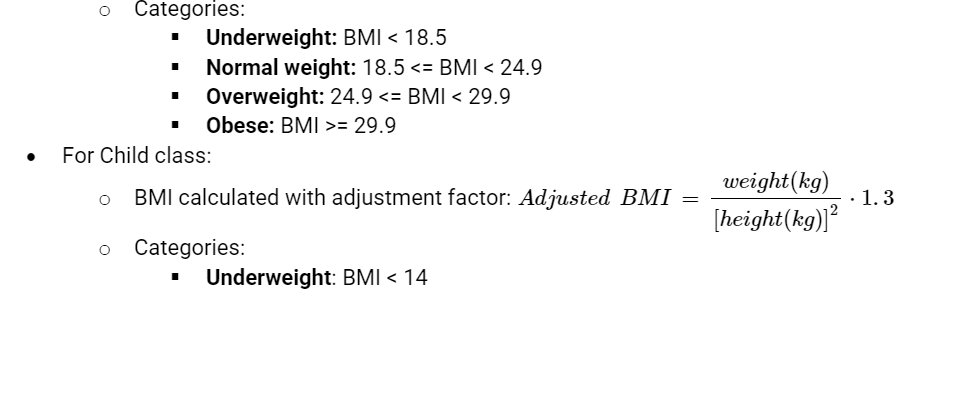 ○ Categories:
▪ Underweight: BMI < 18.5
▪ Normal weight: 18.5 <= BMI < 24.9
▪ Overweight: 24.9 <= BMI < 29.9
▪ Obese: BMI >= 29.9
● For Child class:
○ BMI calculated with adjustment factor: Adjusted BMI = weight(kg) / [height(kg)]² · 1.3
○ Categories:
▪ Underweight: BMI < 14